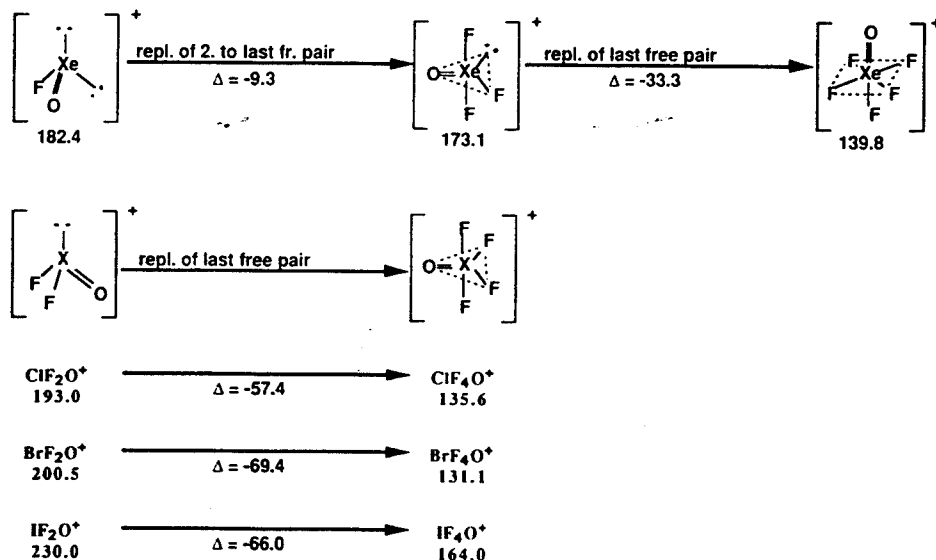 + + +
F O
Xe repl. of 2. to last fr. pair O=Xe repl. of last free pair F Xe F
F Δ = -9.3 F Δ = -33.3 F F
O F F
182.4 173.1 139.8
+ +
F F
X repl. of last free pair O=X
F F O F F
ClF₂O⁺ Δ = -57.4 ClF₄O⁺
193.0 135.6
BrF₂O⁺ Δ = -69.4 BrF₄O⁺
200.5 131.1
IF₂O⁺ Δ = -66.0 IF₄O⁺
230.0 164.0